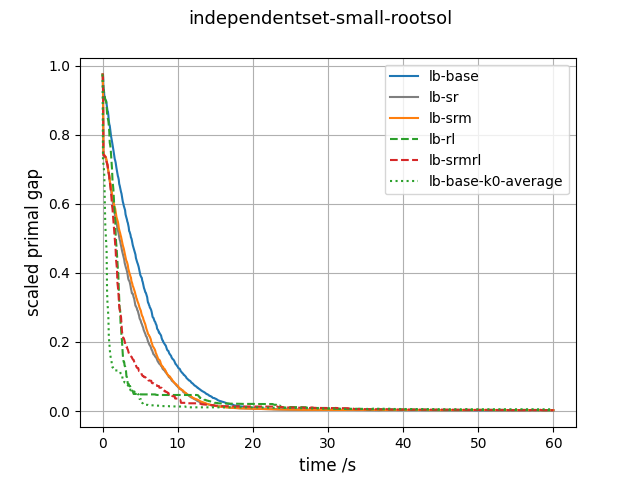 independentset-small-rootsol
scaled primal gap
1.0
0.8
0.6
0.4
0.2
0.0
lb-base
lb-sr
lb-srm
lb-rl
lb-srmrl
lb-base-k0-average
0 10 20 30 40 50 60
time /s